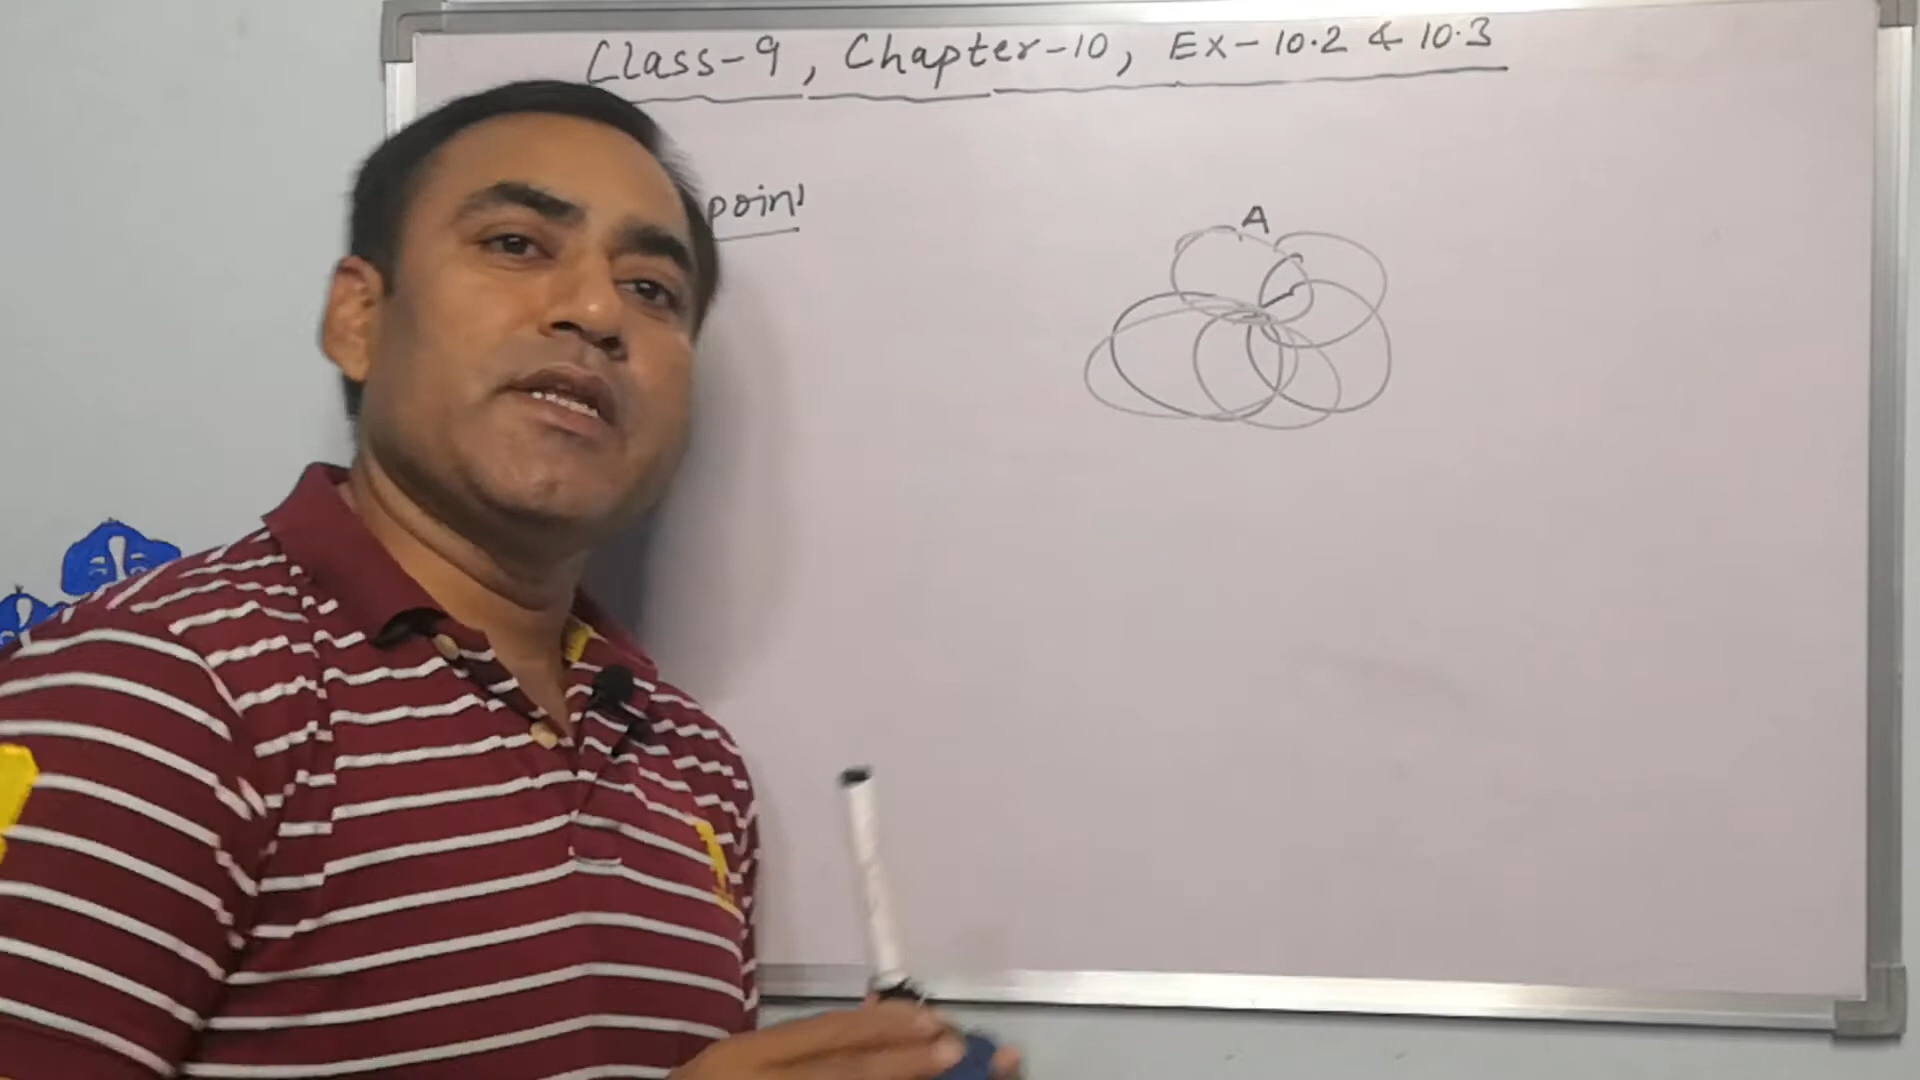 Class-9, Chapter-10, Ex-10.2 & 10.3
point
A